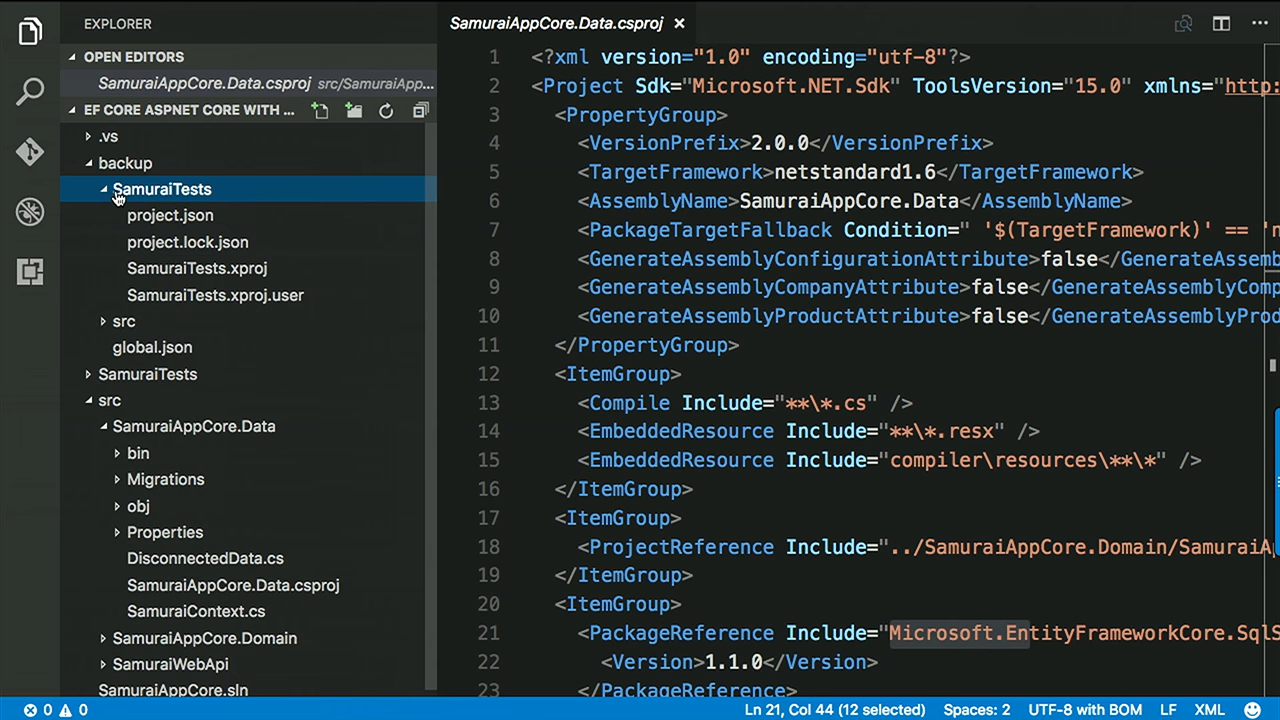 EXPLORER
OPEN EDITORS
SamuraiAppCore.Data.csproj src/SamuraiApp...
EF CORE ASPNET CORE WITH ...
.vs
backup
SamuraiTests
project.json
project.lock.json
SamuraiTests.xproj
SamuraiTests.xproj.user
src
global.json
SamuraiTests
src
SamuraiAppCore.Data
bin
Migrations
obj
Properties
DisconnectedData.cs
SamuraiAppCore.Data.csproj
SamuraiContext.cs
SamuraiAppCore.Domain
SamuraiWebApi
SamuraiAppCore.sln
SamuraiAppCore.Data.csproj ×
1 <?xml version="1.0" encoding="utf-8"?>
2 <Project Sdk="Microsoft.NET.Sdk" ToolsVersion="15.0" xmlns="http:
3 <PropertyGroup>
4 <VersionPrefix>2.0.0</VersionPrefix>
5 <TargetFramework>netstandard1.6</TargetFramework>
6 <AssemblyName>SamuraiAppCore.Data</AssemblyName>
7 <PackageTargetFallback Condition=" '$(TargetFramework)' == 'n
8 <GenerateAssemblyConfigurationAttribute>false</GenerateAssemb
9 <GenerateAssemblyCompanyAttribute>false</GenerateAssemblyComp
10 <GenerateAssemblyProductAttribute>false</GenerateAssemblyProd
11 </PropertyGroup>
12 <ItemGroup>
13 <Compile Include="**\*.cs" />
14 <EmbeddedResource Include="**\*.resx" />
15 <EmbeddedResource Include="compiler\resources\**\*" />
16 </ItemGroup>
17 <ItemGroup>
18 <ProjectReference Include="../SamuraiAppCore.Domain/SamuraiA
19 </ItemGroup>
20 <ItemGroup>
21 <PackageReference Include="Microsoft.EntityFrameworkCore.SqlS
22 <Version>1.1.0</Version>
23 </PackageReference>
0 0 Ln 21, Col 44 (12 selected) Spaces: 2 UTF-8 with BOM LF XML